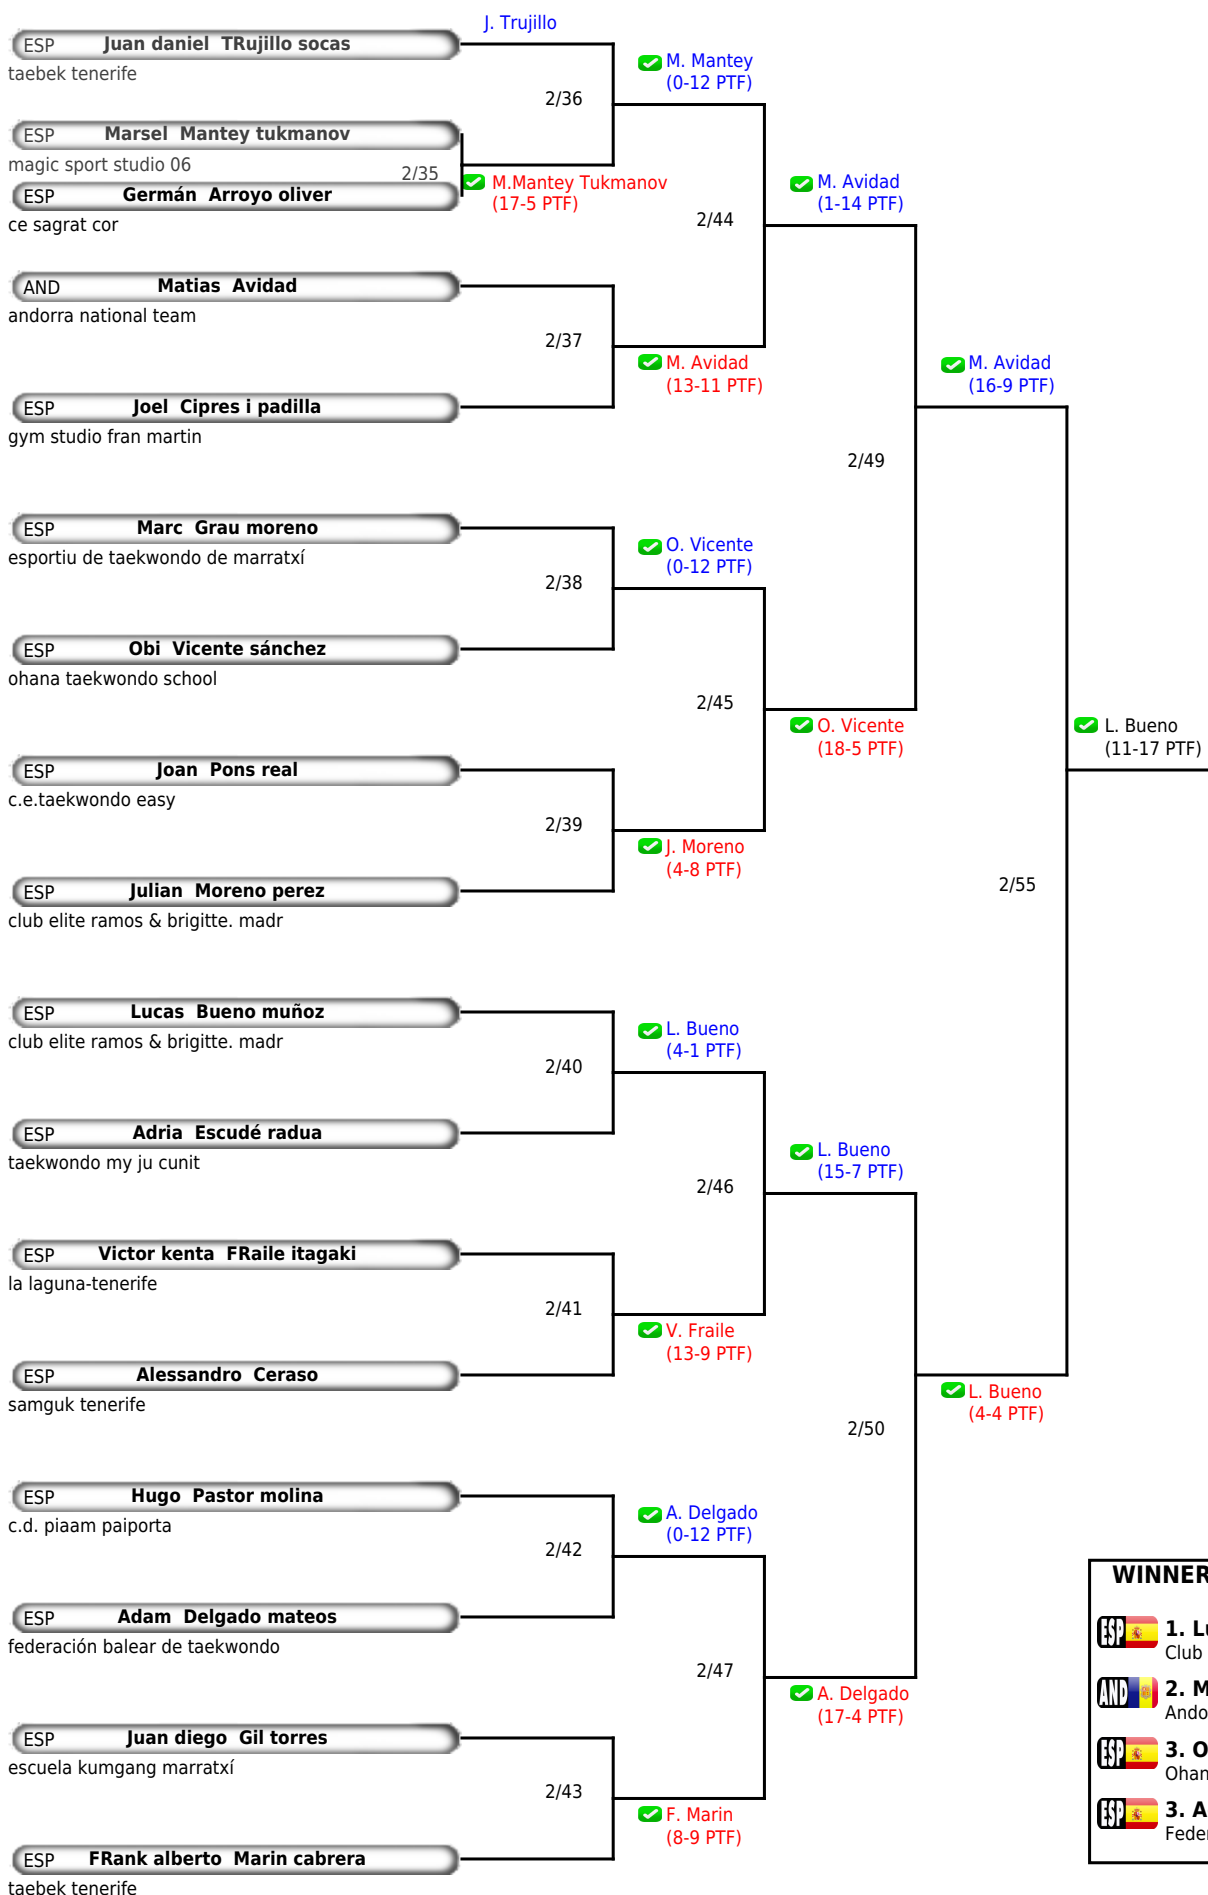 J. Trujillo
ESP Juan daniel TRujillo socas
taebek tenerife
M. Mantey
(0-12 PTF)
2/36
ESP Marsel Mantey tukmanov
magic sport studio 06
2/35
M.Mantey Tukmanov
(17-5 PTF)
ESP Germán Arroyo oliver
ce sagrat cor
M. Avidad
(1-14 PTF)
2/44
ESP Matias Avidad
andorra national team
2/37
M. Avidad
(13-11 PTF)
M. Avidad
(16-9 PTF)
ESP Joel Cipres i padilla
gym studio fran martin
2/49
ESP Marc Grau moreno
esportiu de taekwondo de marratxí
O. Vicente
(0-12 PTF)
2/38
ESP Obi Vicente sánchez
ohana taekwondo school
2/45
O. Vicente
(18-5 PTF)
L. Bueno
(11-17 PTF)
ESP Joan Pons real
c.e.taekwondo easy
2/39
J. Moreno
(4-8 PTF)
2/55
ESP Julian Moreno perez
club elite ramos & brigitte. madr
ESP Lucas Bueno muñoz
club elite ramos & brigitte. madr
L. Bueno
(4-1 PTF)
2/40
ESP Adria Escudé radua
taekwondo my ju cunit
L. Bueno
(15-7 PTF)
2/46
ESP Victor kenta FRaile itagaki
la laguna-tenerife
2/41
V. Fraile
(13-9 PTF)
ESP Alessandro Ceraso
samguk tenerife
L. Bueno
(4-4 PTF)
2/50
ESP Hugo Pastor molina
c.d. piaam paiporta
A. Delgado
(0-12 PTF)
2/42
ESP Adam Delgado mateos
federación balear de taekwondo
2/47
A. Delgado
(17-4 PTF)
ESP Juan diego Gil torres
escuela kumgang marratxí
2/43
F. Marin
(8-9 PTF)
ESP FRank alberto Marin cabrera
taebek tenerife
WINNER
ESP 1. Lu
Club
AND 2. M
Ando
ESP 3. O
Ohan
ESP 3. A
Feder